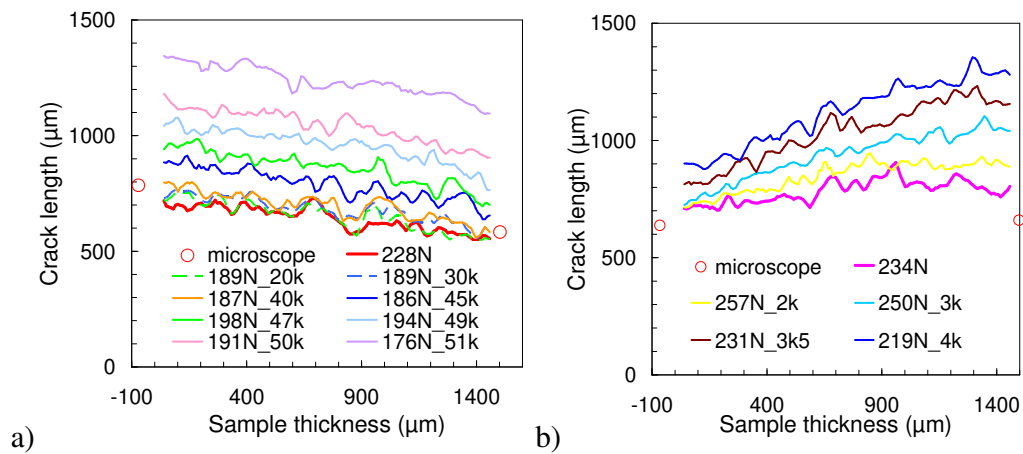 1500
1000
500
0
-100
400
900
1400
Crack length (µm)
Sample thickness (µm)
microscope
228N
189N_20k
189N_30k
187N_40k
186N_45k
198N_47k
194N_49k
191N_50k
176N_51k
a)
1500
1000
500
0
-100
400
900
1400
Crack length (µm)
Sample thickness (µm)
microscope
234N
257N_2k
250N_3k
231N_3k5
219N_4k
b)